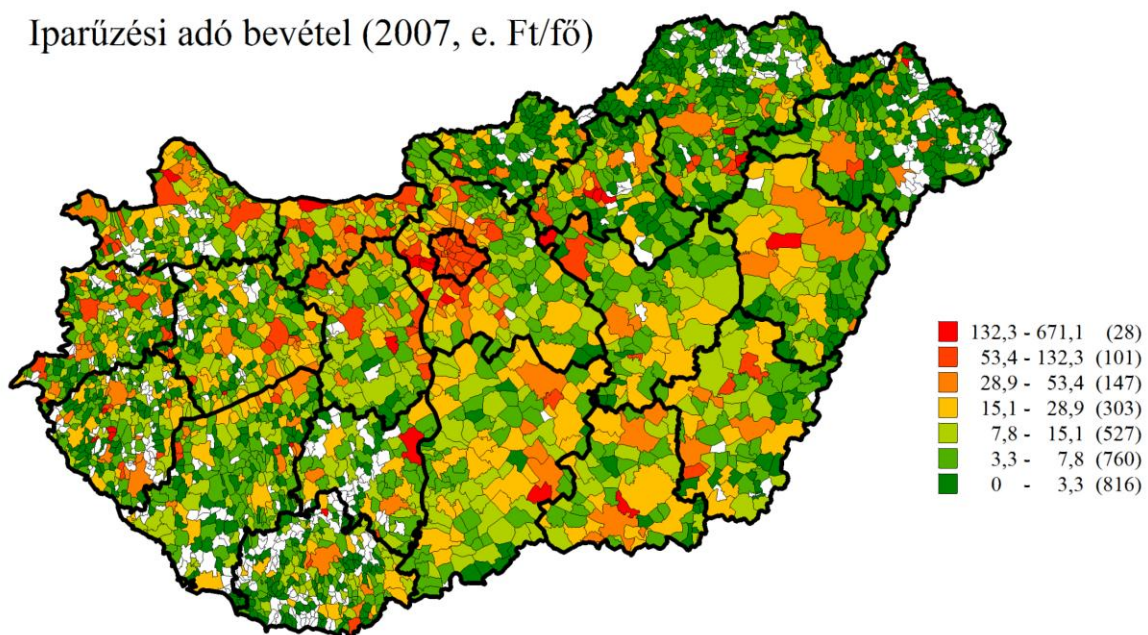 Iparűzési adó bevétel (2007, e. Ft/fő)
132,3 - 671,1 (28)
53,4 - 132,3 (101)
28,9 - 53,4 (147)
15,1 - 28,9 (303)
7,8 - 15,1 (527)
3,3 - 7,8 (760)
0 - 3,3 (816)